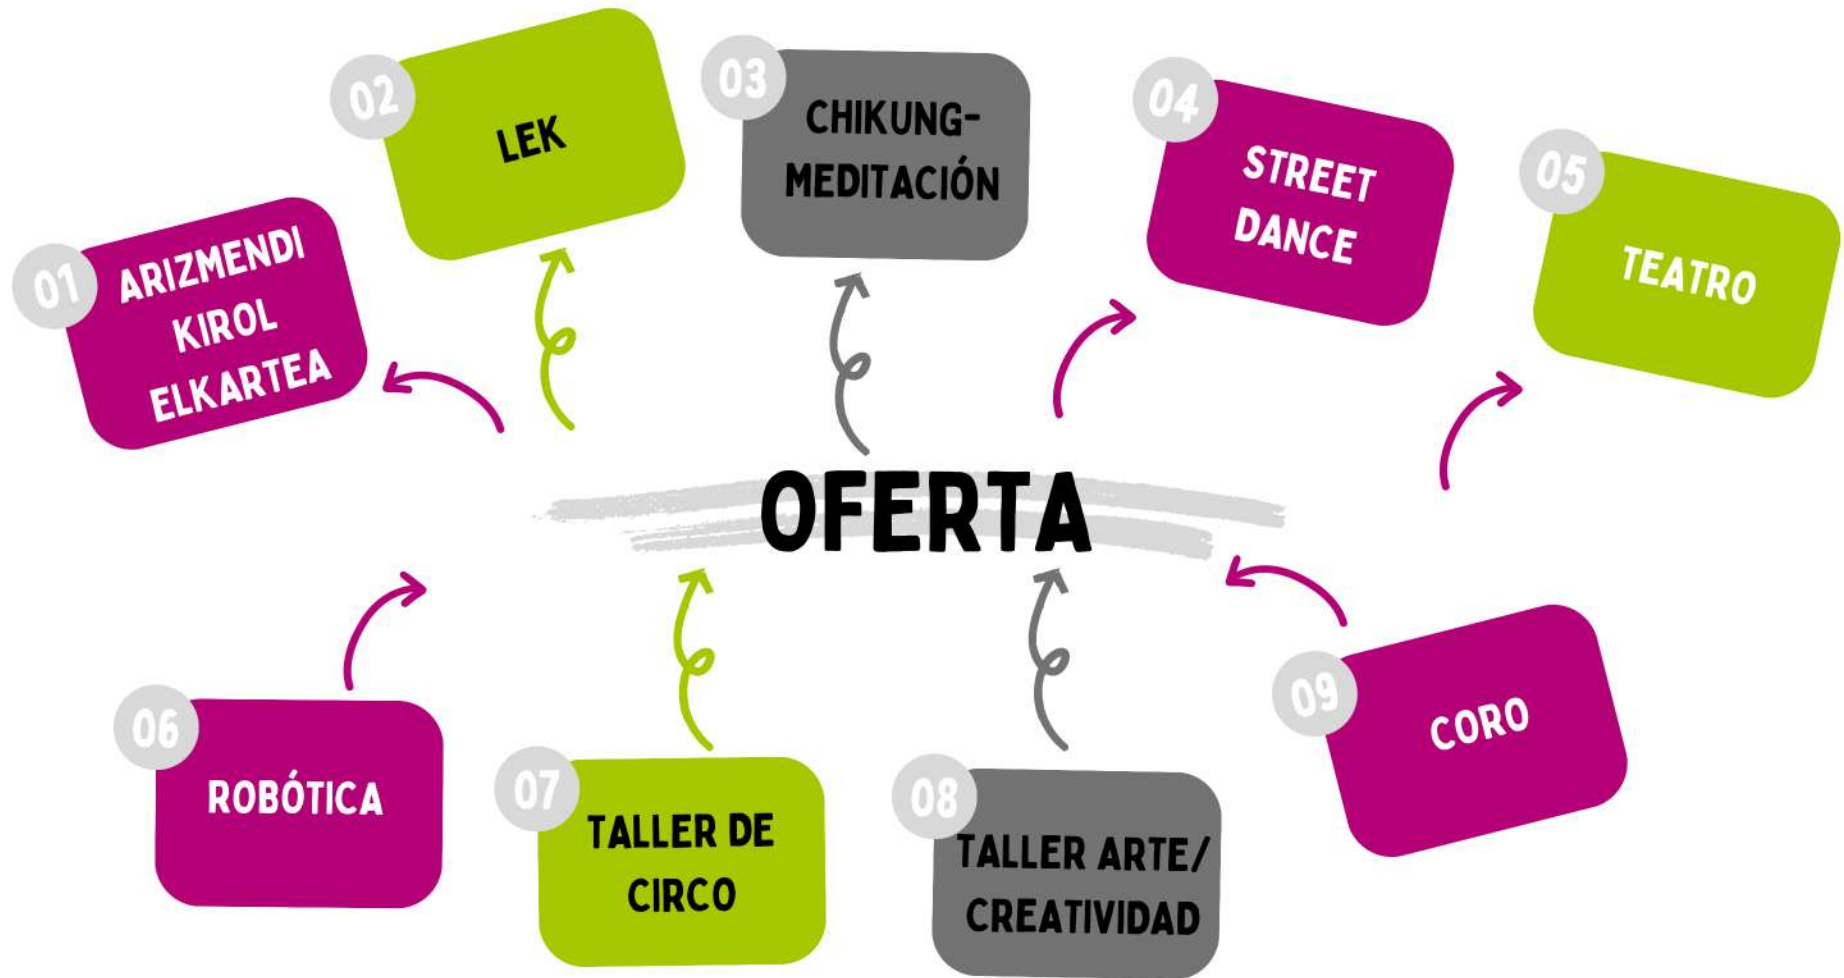 01
ARIZMENDI
KIROL
ELKARTEA
02
LEK
03
CHIKUNG-
MEDITACIÓN
04
STREET
DANCE
05
TEATRO
OFERTA
06
ROBÓTICA
07
TALLER DE
CIRCO
08
TALLER ARTE/
CREATIVIDAD
09
CORO